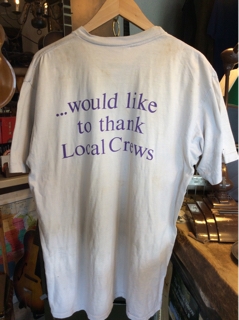 ...would like
to thank
Local Crews